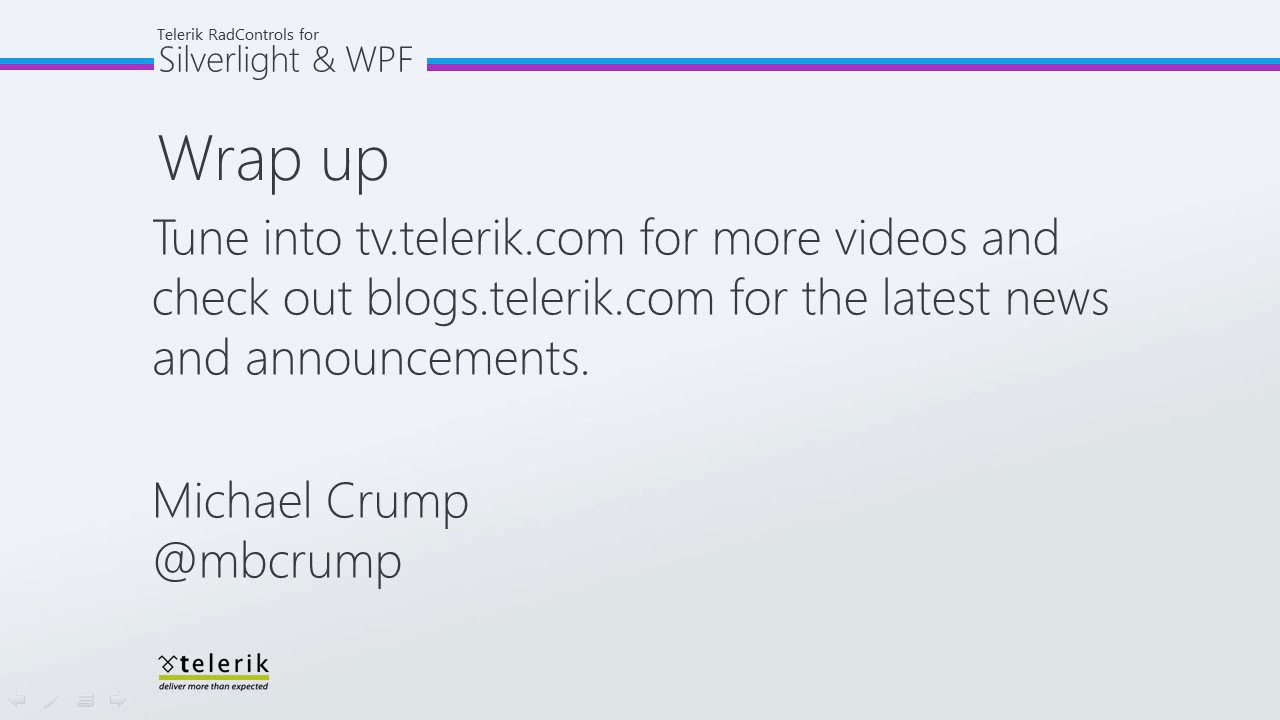 Telerik RadControls for
Silverlight & WPF
Wrap up
Tune into tv.telerik.com for more videos and
check out blogs.telerik.com for the latest news
and announcements.
Michael Crump
@mbcrump
telerik
deliver more than expected